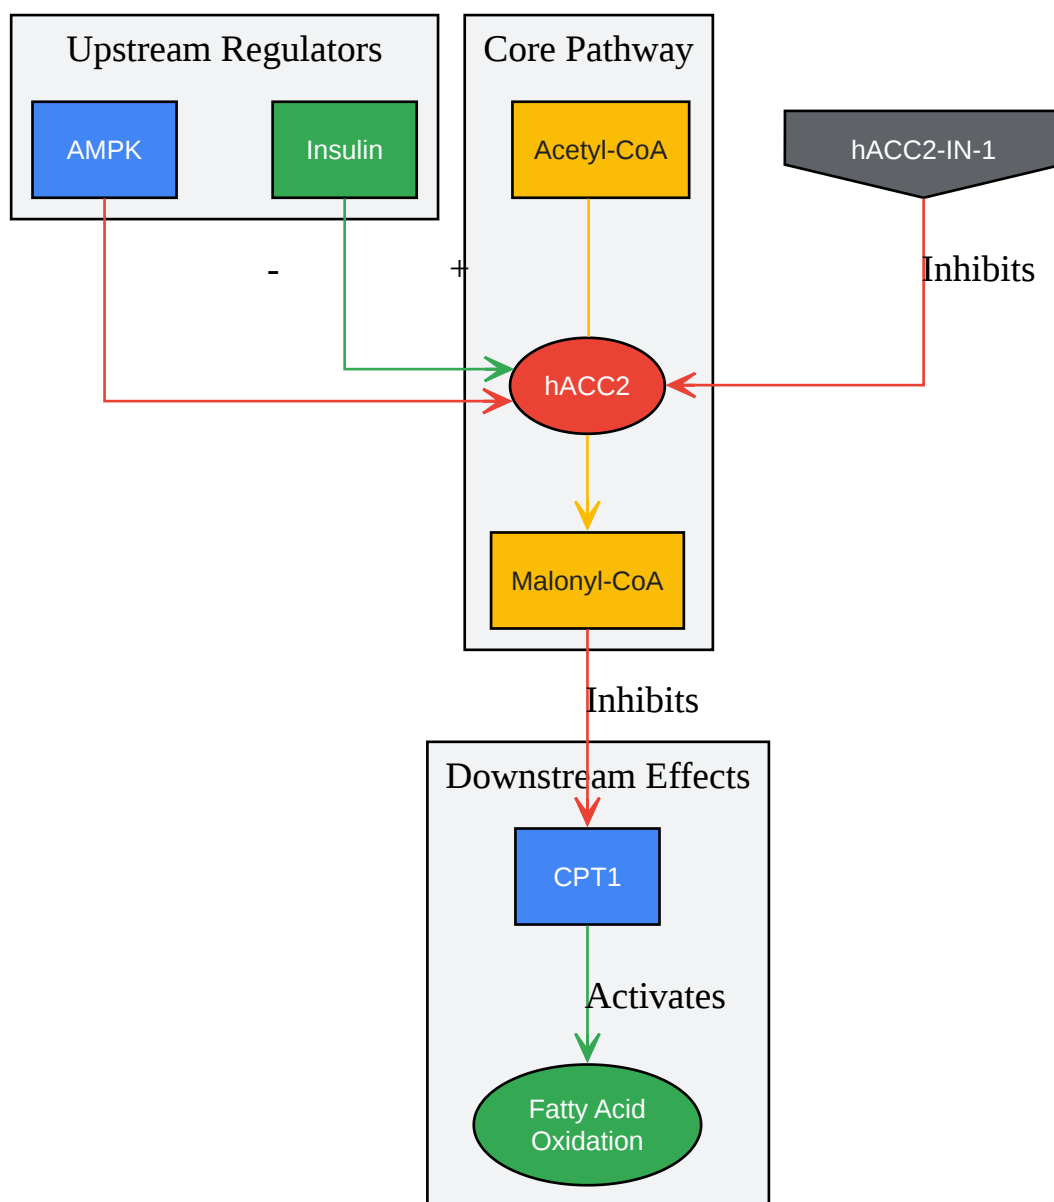 Upstream Regulators
Core Pathway
AMPK
Insulin
Acetyl-CoA
hACC2-IN-1
-
+
Inhibits
hACC2
Malonyl-CoA
Inhibits
Downstream Effects
CPT1
Activates
Fatty Acid
Oxidation